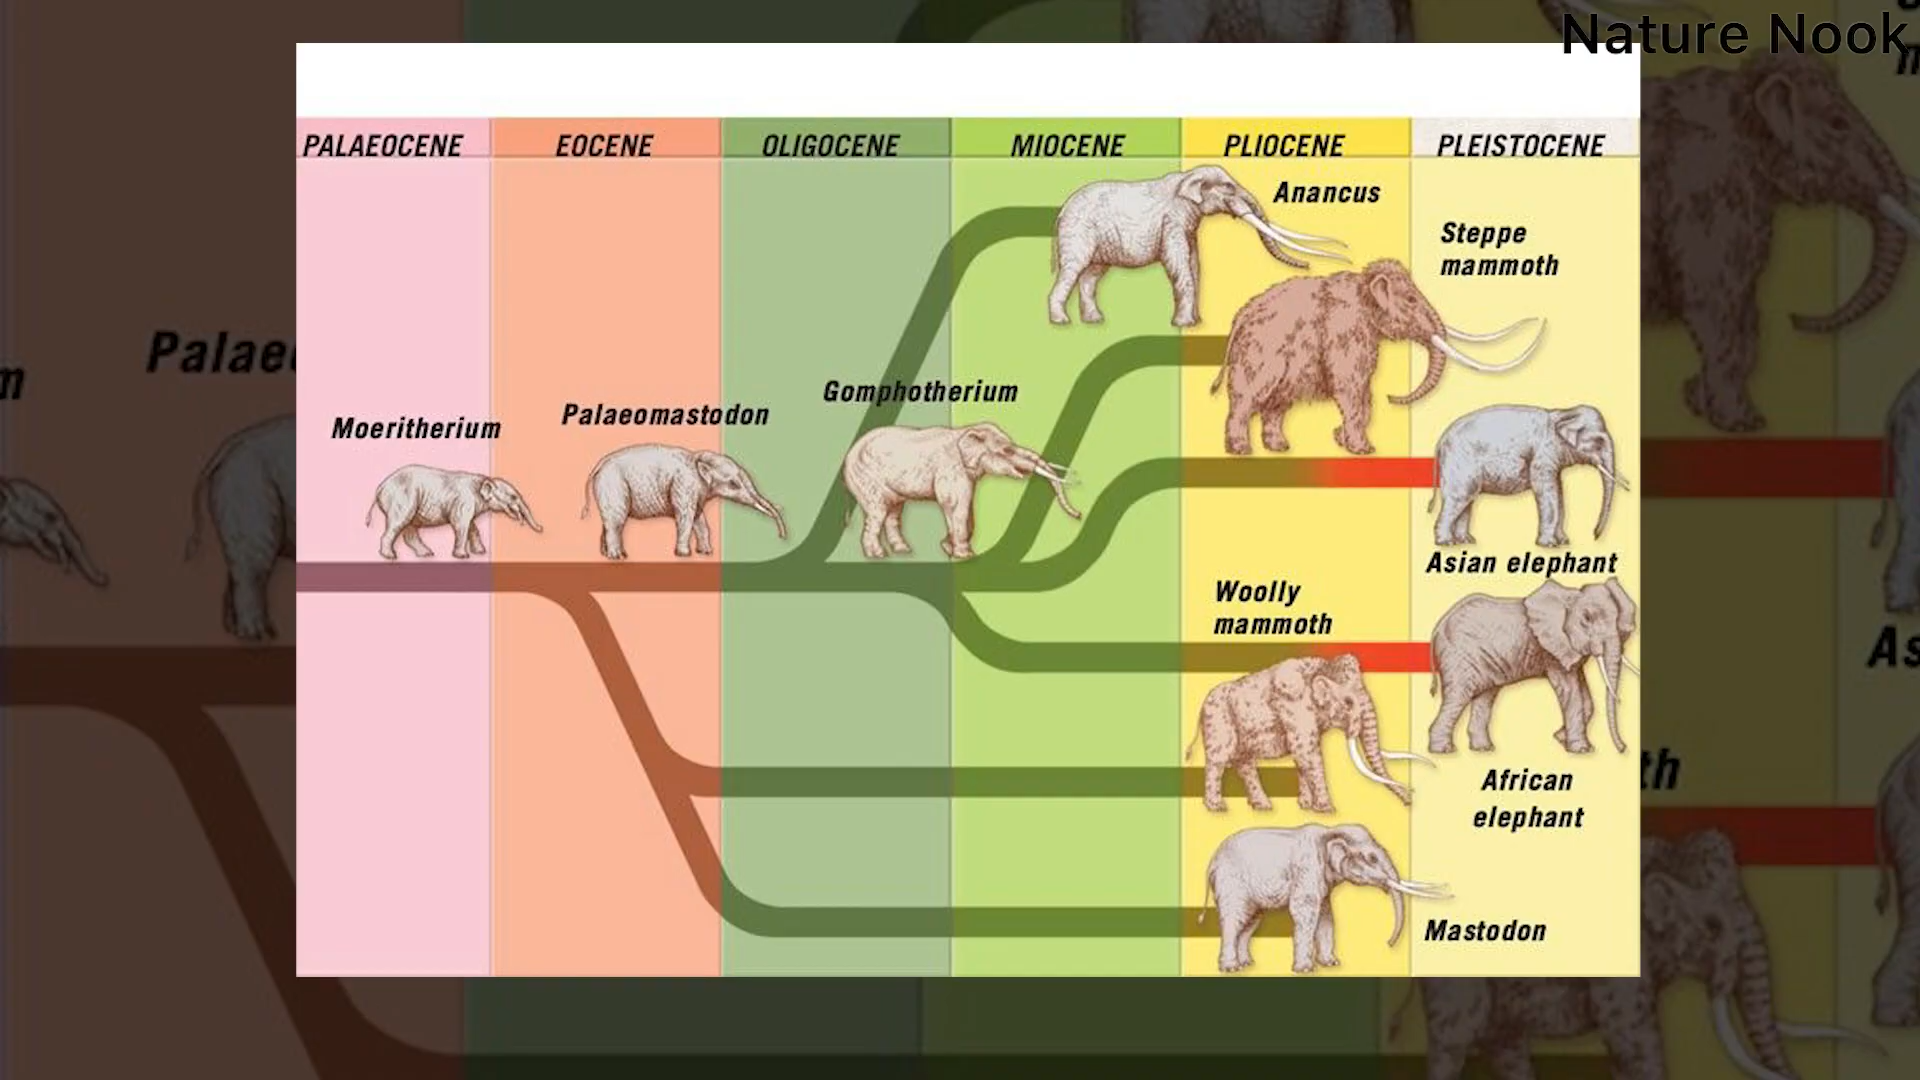 Nature Nook
PALAEOCENE
EOCENE
OLIGOCENE
MIOCENE
PLIOCENE
PLEISTOCENE
Anancus
Steppe
mammoth
Gomphotherium
Palaeomastodon
Moeritherium
Asian elephant
Woolly
mammoth
African
elephant
Mastodon